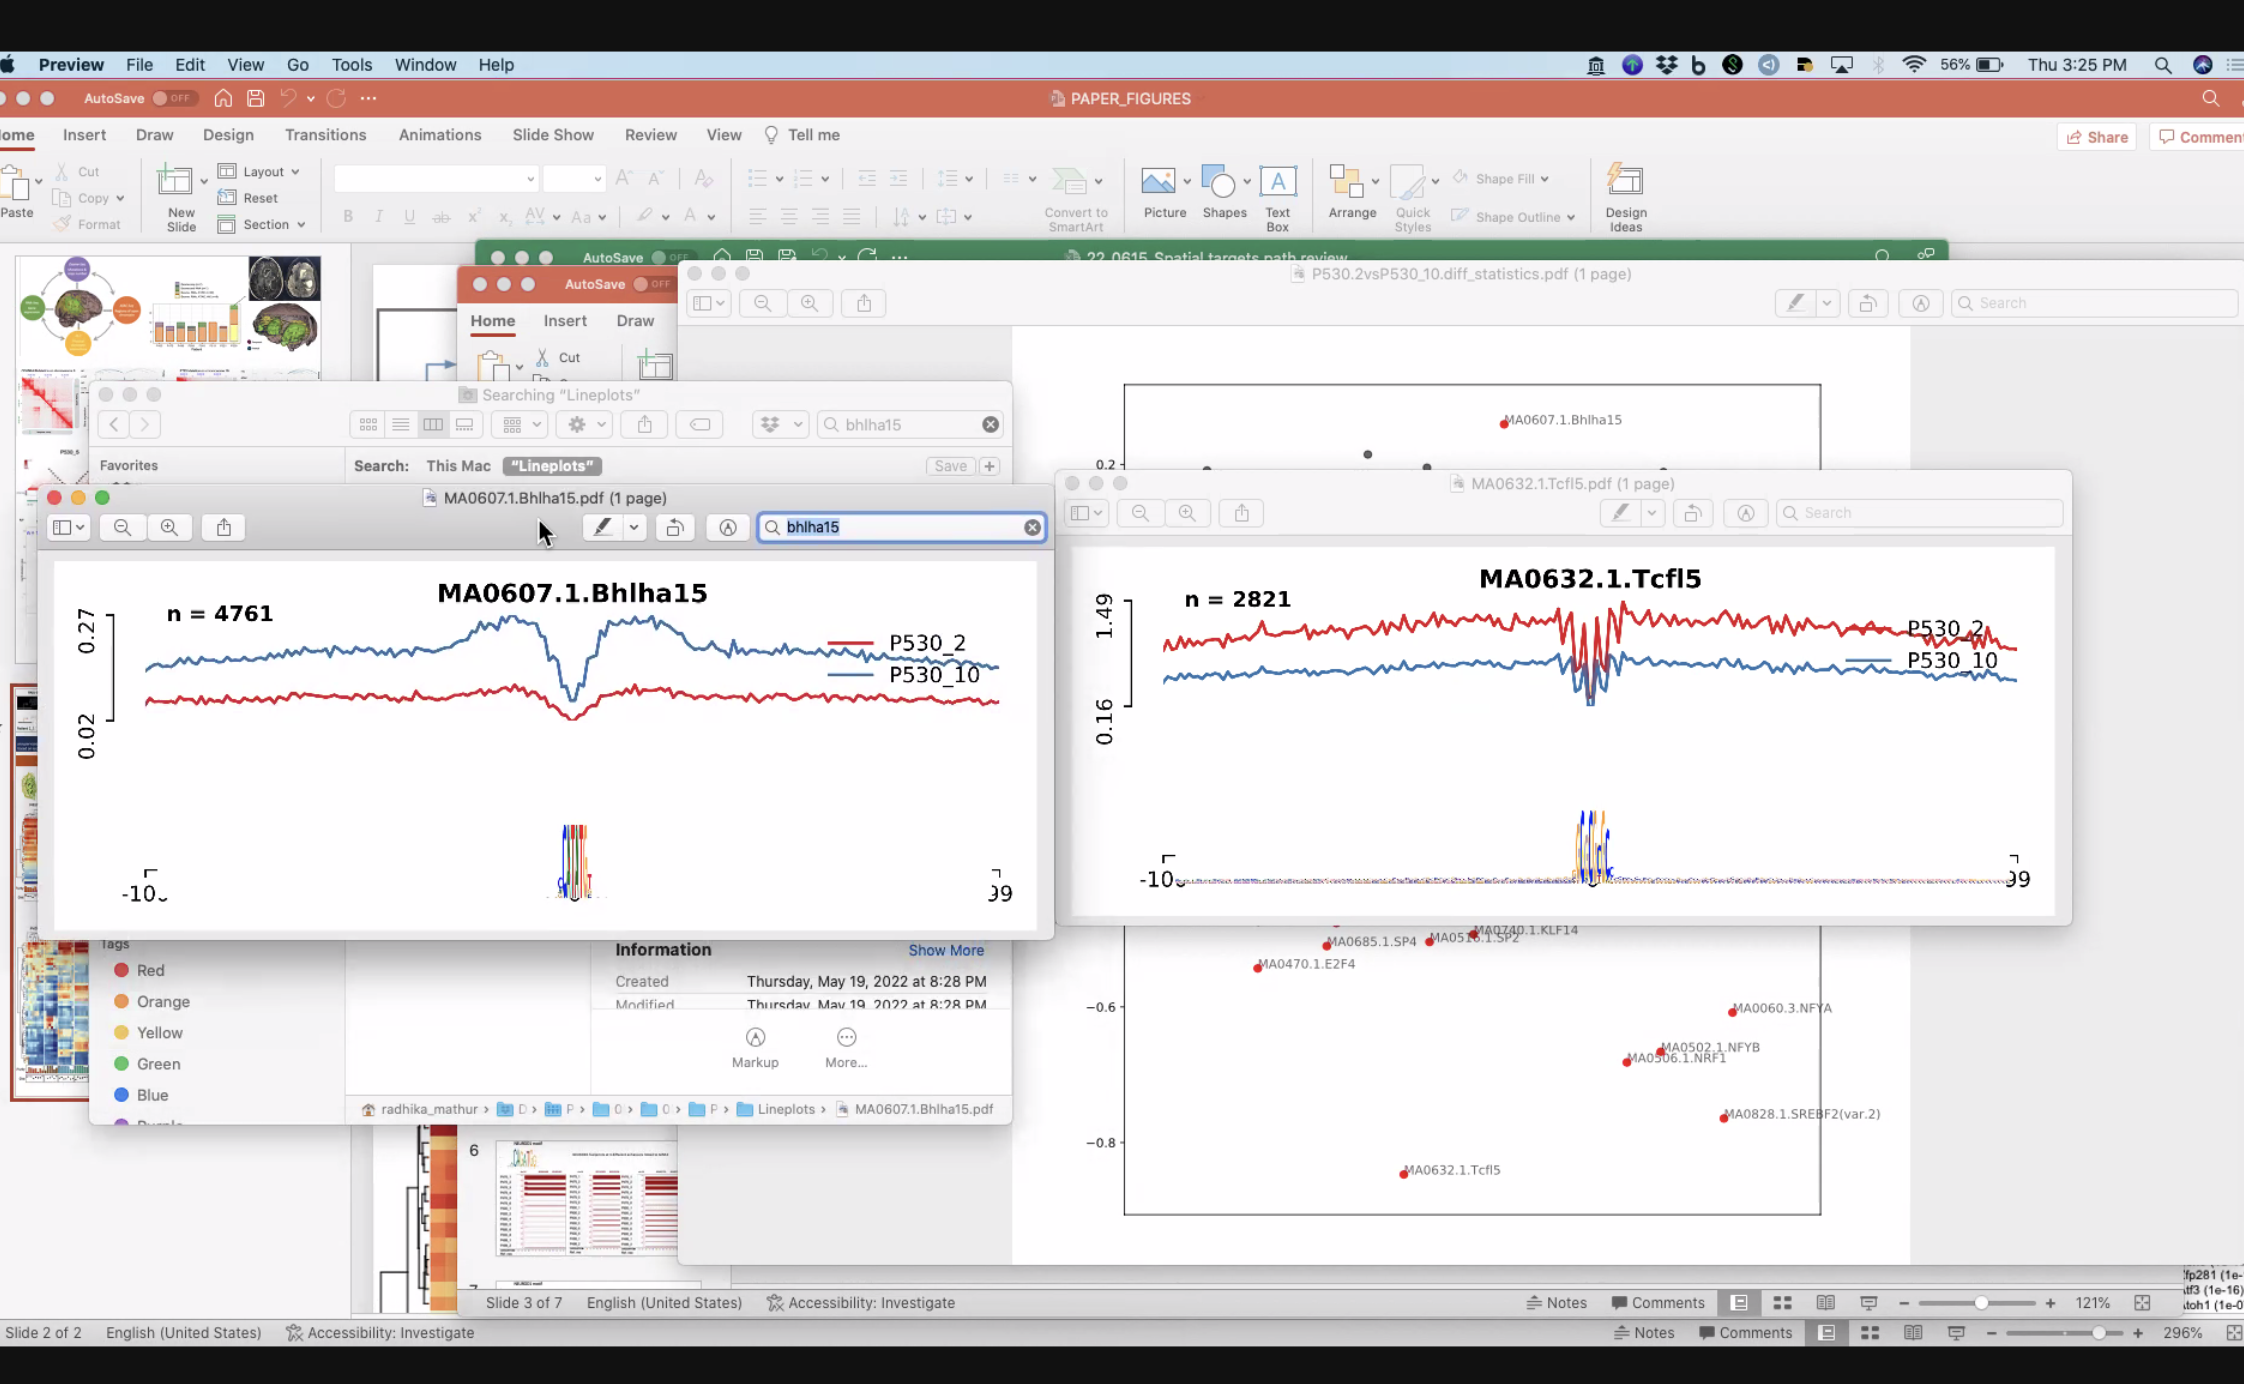 Preview File Edit View Go Tools Window Help
56% Thu 3:25 PM
AutoSave OFF
PAPER_FIGURES
ome Insert Draw Design Transitions Animations Slide Show Review View Tell me
Share Commen
Paste
Cut
Copy
Format
New Slide
Layout
Reset
Section
Convert to SmartArt
Picture Shapes Text Box Arrange Quick Styles
Shape Fill
Shape Outline
Design Ideas
AutoSave OFF
22_0615_Spatial targets path review
AutoSave OFF
P530.2vsP530_10.diff_statistics.pdf (1 page)
Search
Home Insert Draw
Cut
Searching "Lineplots"
bhlha15
Favorites
Search: This Mac "Lineplots" Save
MA0607.1.Bhlha15
0.2
MA0607.1.Bhlha15.pdf (1 page)
bhlha15
MA0607.1.Bhlha15
n = 4761
0.27
0.02
P530_2
P530_10
99
MA0632.1.Tcfl5.pdf (1 page)
Search
MA0632.1.Tcfl5
n = 2821
1.49
0.16
P530_2
P530_10
99
MA0740.1.KLF14
MA0685.1.SP4
MA0516.1.SP2
MA0470.1.E2F4
−0.6
MA0060.3.NFYA
MA0502.1.NFYB
MA0506.1.NRF1
−0.8
MA0828.1.SREBF2(var.2)
MA0632.1.Tcfl5
Tags
Red
Orange
Yellow
Green
Blue
Information Show More
Created Thursday, May 19, 2022 at 8:28 PM
Modified Thursday, May 19, 2022 at 8:28 PM
Markup More...
radhika_mathur › D › P › 0 › 0 › P › Lineplots › MA0607.1.Bhlha15.pdf
6
Slide 3 of 7 English (United States) Accessibility: Investigate
Notes Comments 121%
Slide 2 of 2 English (United States) Accessibility: Investigate
Notes Comments 296%